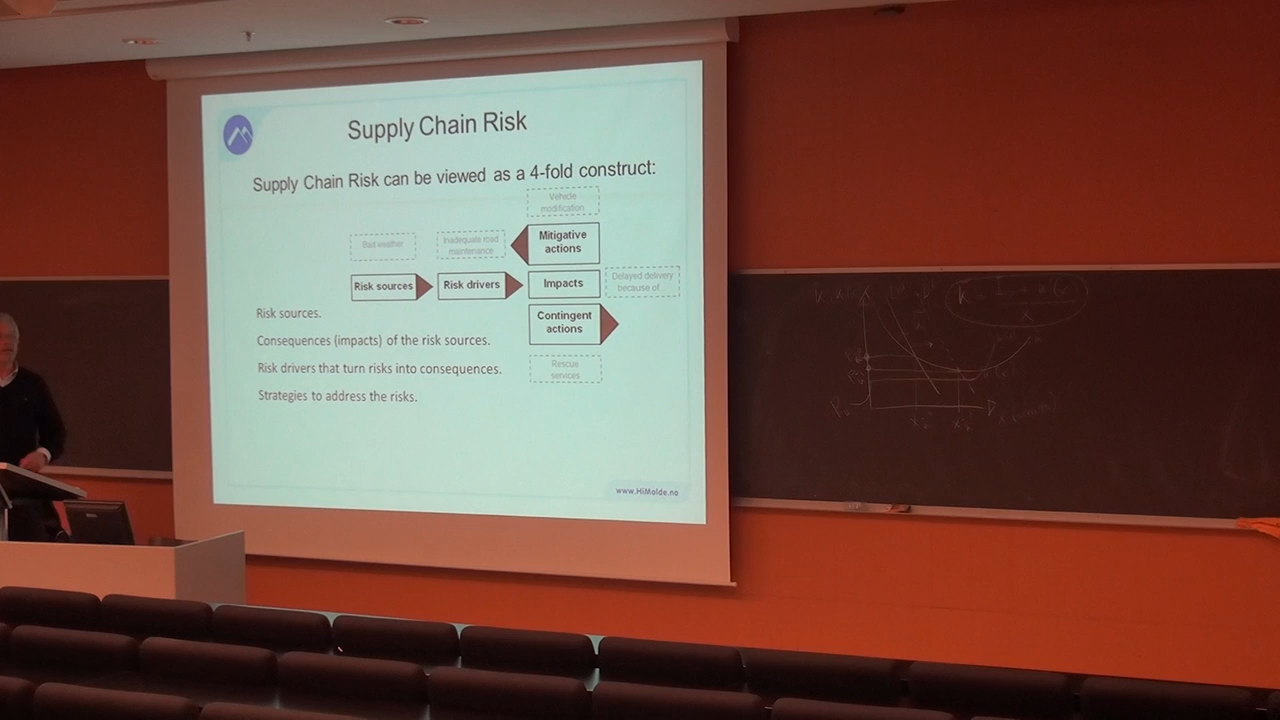 Supply Chain Risk
Supply Chain Risk can be viewed as a 4-fold construct:
Vehicle
modification
Bad weather
Inadequate road
maintenance
Mitigative
actions
Risk sources
Risk drivers
Impacts
Delayed delivery
because of...
Contingent
actions
Rescue
services
Risk sources.
Consequences (impacts) of the risk sources.
Risk drivers that turn risks into consequences.
Strategies to address the risks.
www.HiMolde.no